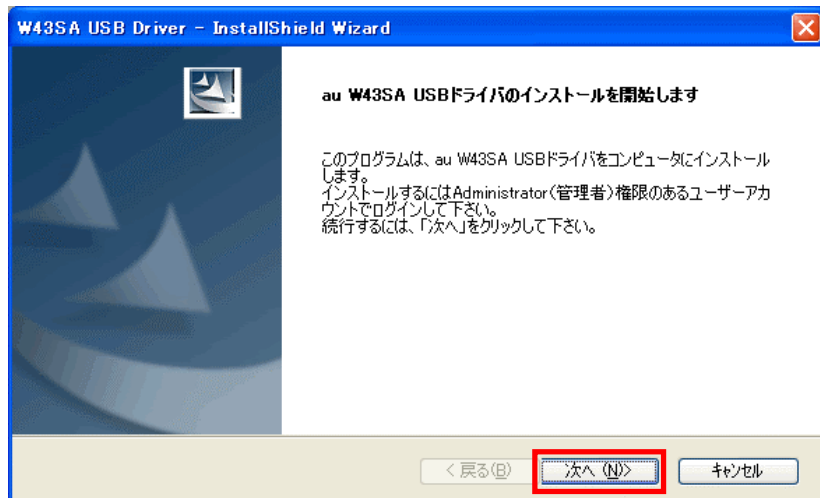 W43SA USB Driver - InstallShield Wizard
au W43SA USBドライバのインストールを開始します
このプログラムは、au W43SA USBドライバをコンピュータにインストール
します。
インストールするにはAdministrator(管理者)権限のあるユーザーアカ
ウントでログインして下さい。
続行するには、「次へ」をクリックして下さい。
< 戻る(B)
次へ (N)>
キャンセル